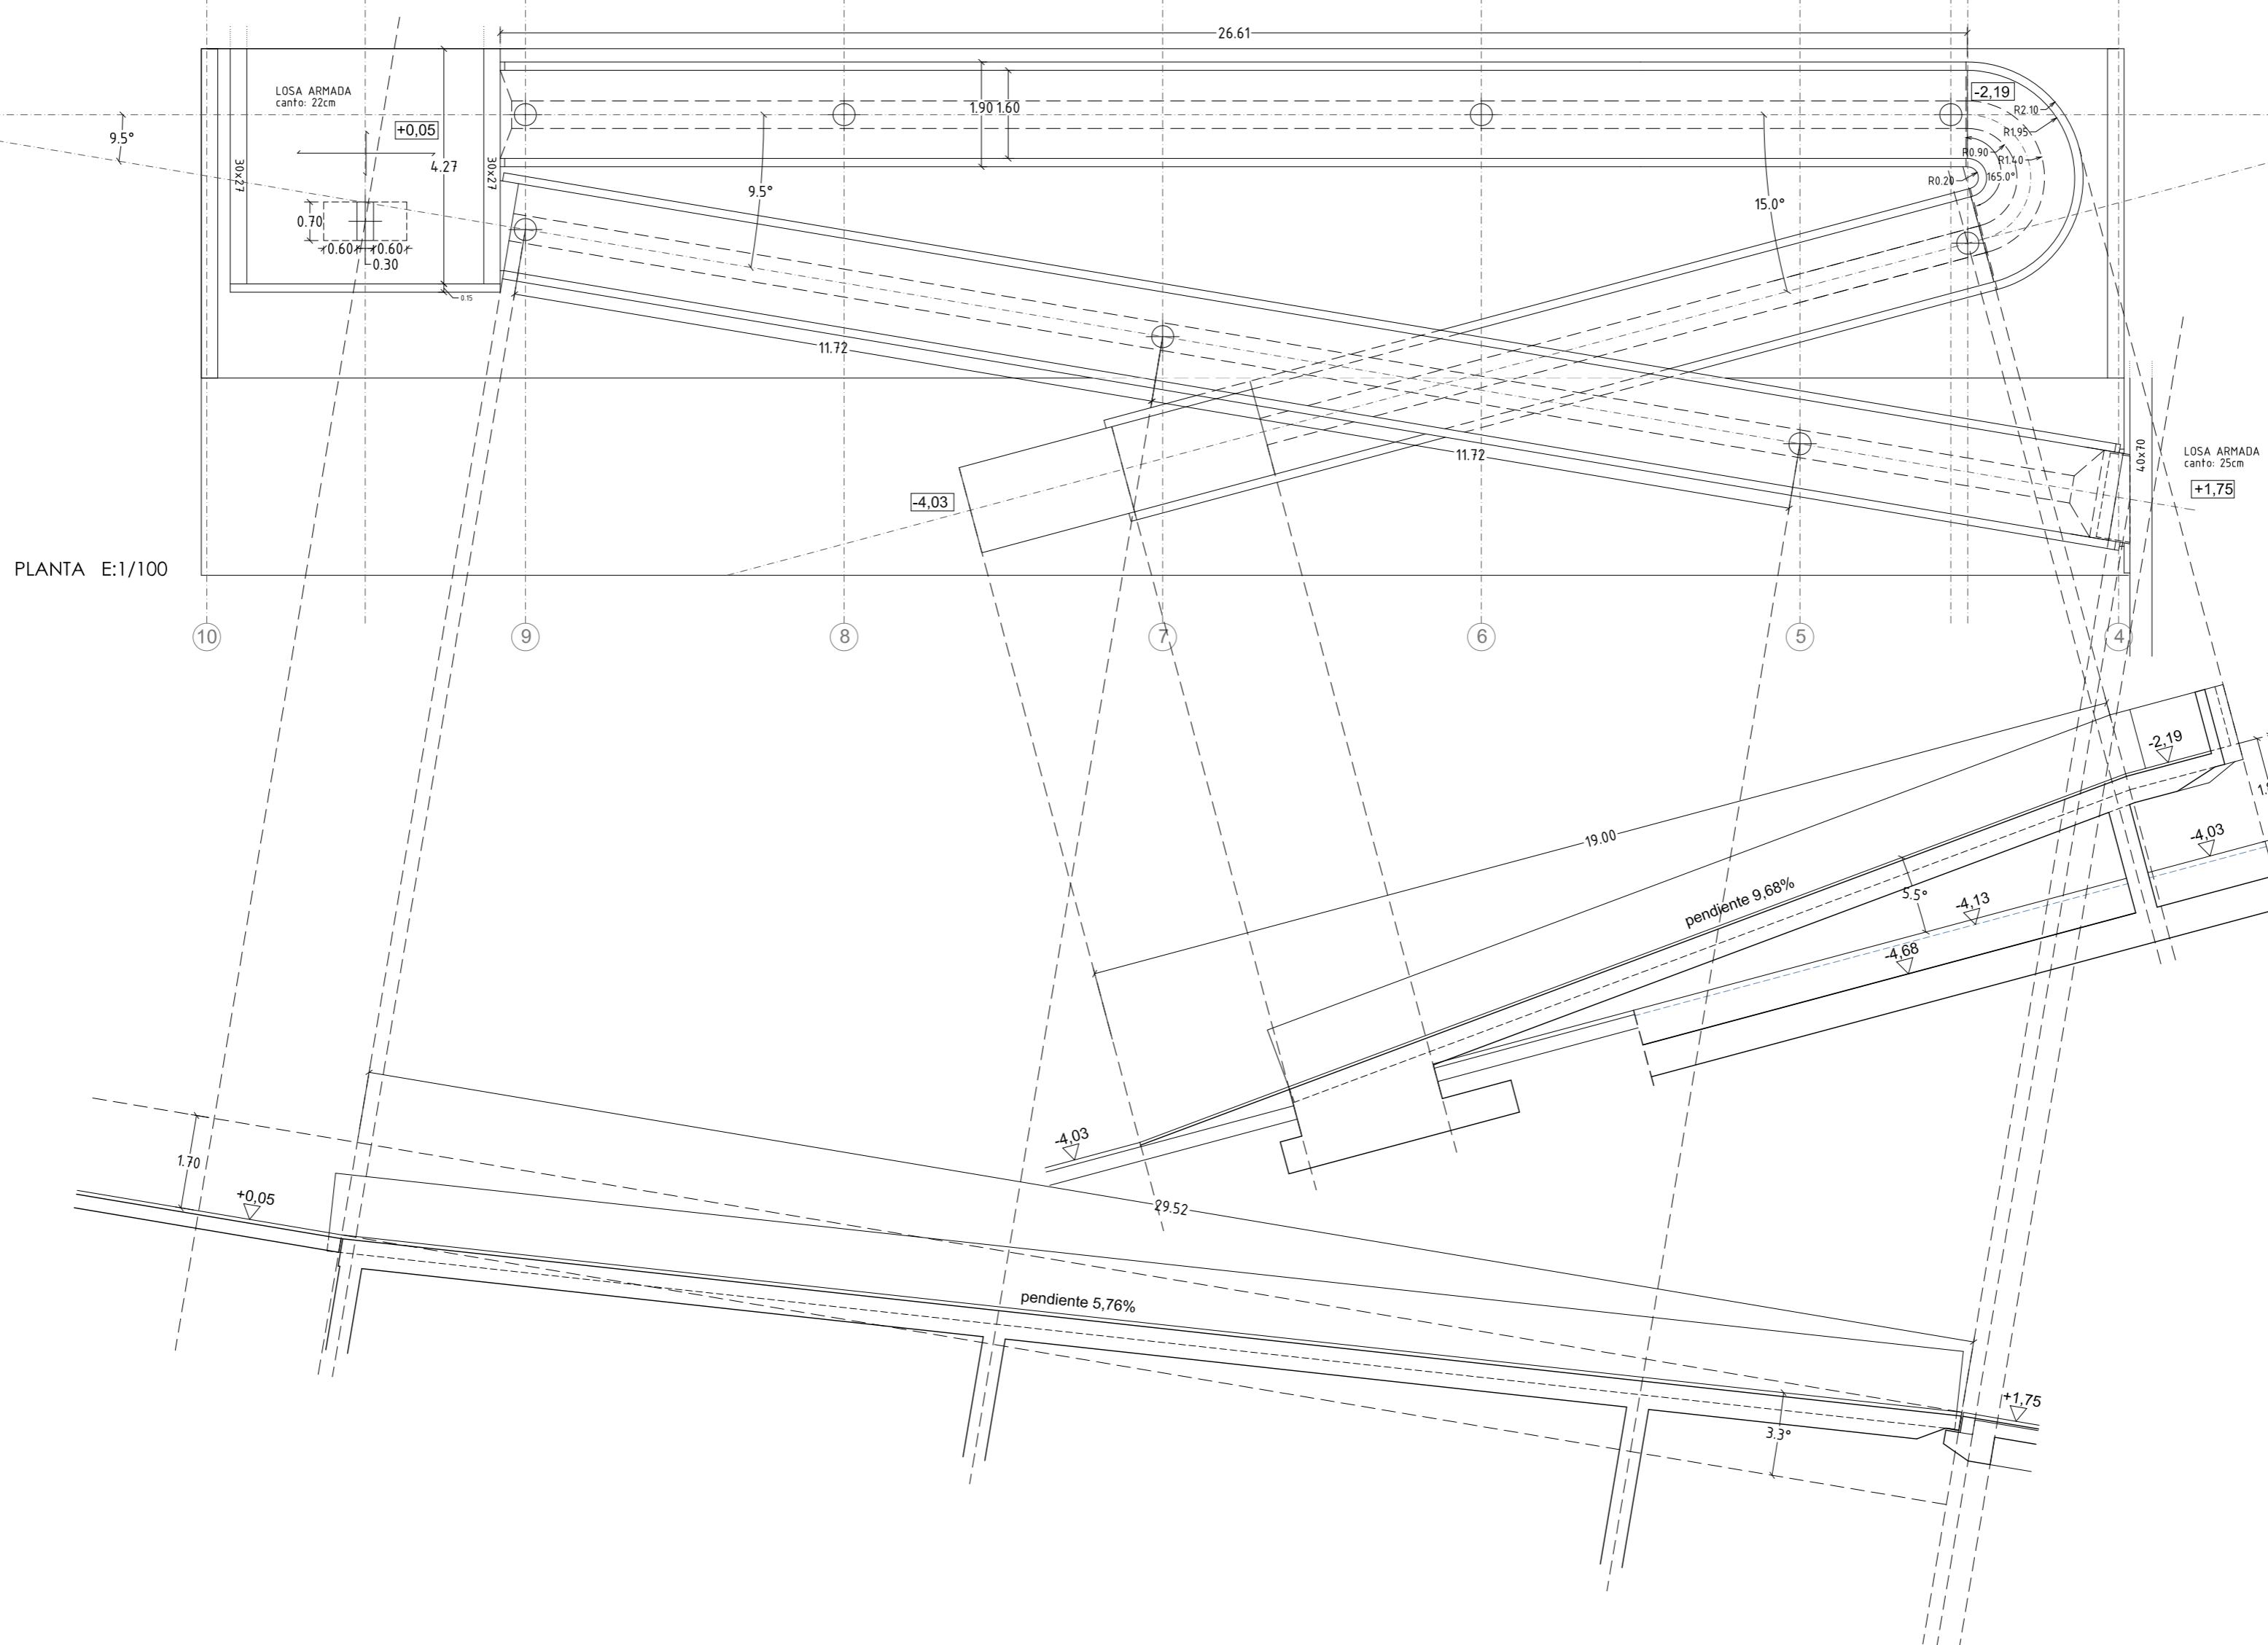 26.61
-2,19
LOSA ARMADA
canto: 22cm
R2.10
1.90 1.60
+0,05
R1.95
9.5°
R0.90
R1.40
4.27
30x27
30x27
165.0°
R0.20
9.5°
15.0°
0.70
0.60
0.60
0.30
0.15
11.72
11.72
40x70
LOSA ARMADA
canto: 25cm
+1,75
-4,03
PLANTA E:1/100
10
9
8
7
6
5
4
-2,19
19.00
-4,03
pendiente 9,68%
5.5°
-4,13
-4,68
-4,03
1.70
+0,05
29.52
pendiente 5,76%
+1,75
3.3°